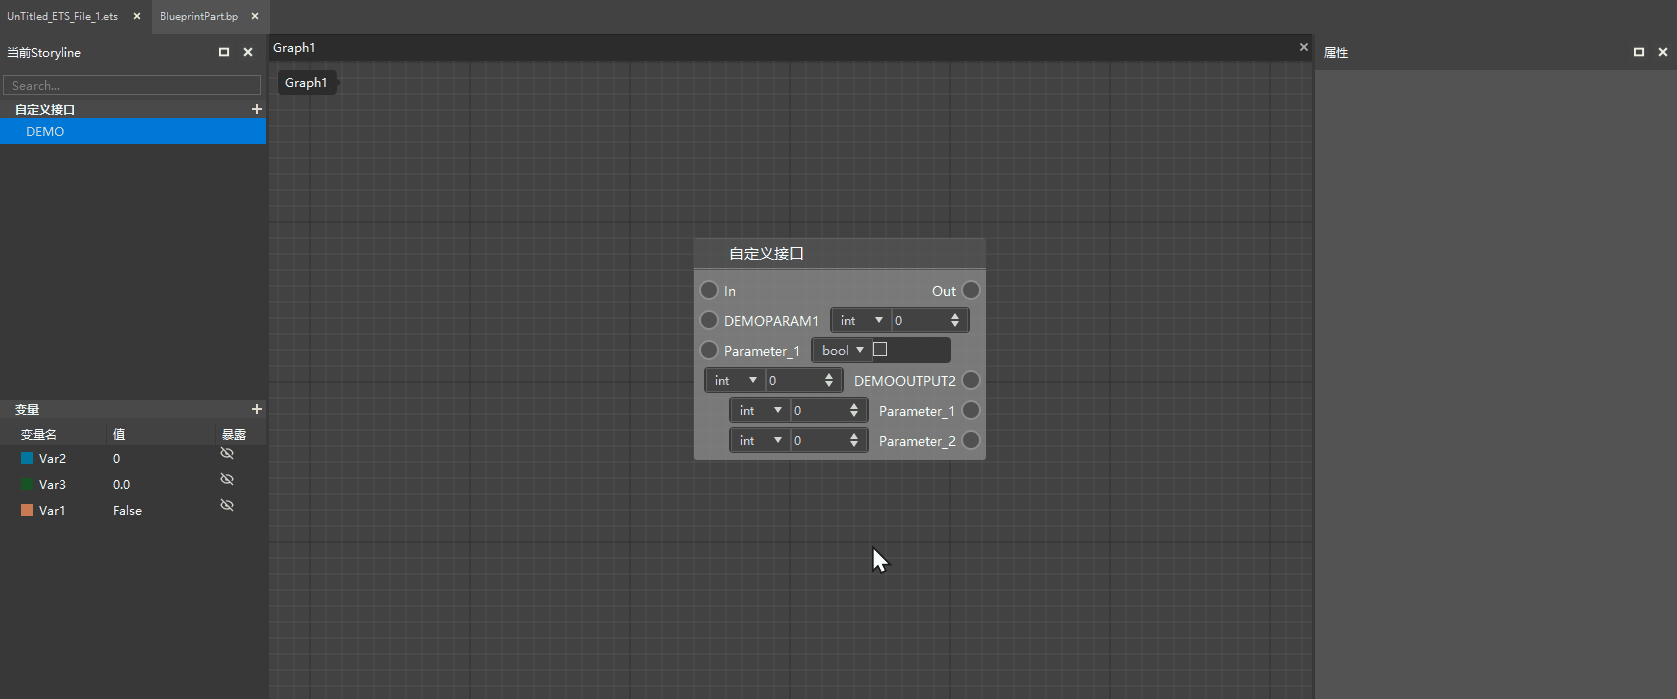 UnTitled_ETS_File_1.ets
BlueprintPart.bp
当前Storyline
Search...
自定义接口
DEMO
变量
变量名 值 暴露
Var2 0
Var3 0.0
Var1 False
Graph1
Graph1
自定义接口
In Out
DEMOPARAM1 int 0
Parameter_1 bool
int 0 DEMOOUTPUT2
int 0 Parameter_1
int 0 Parameter_2
属性